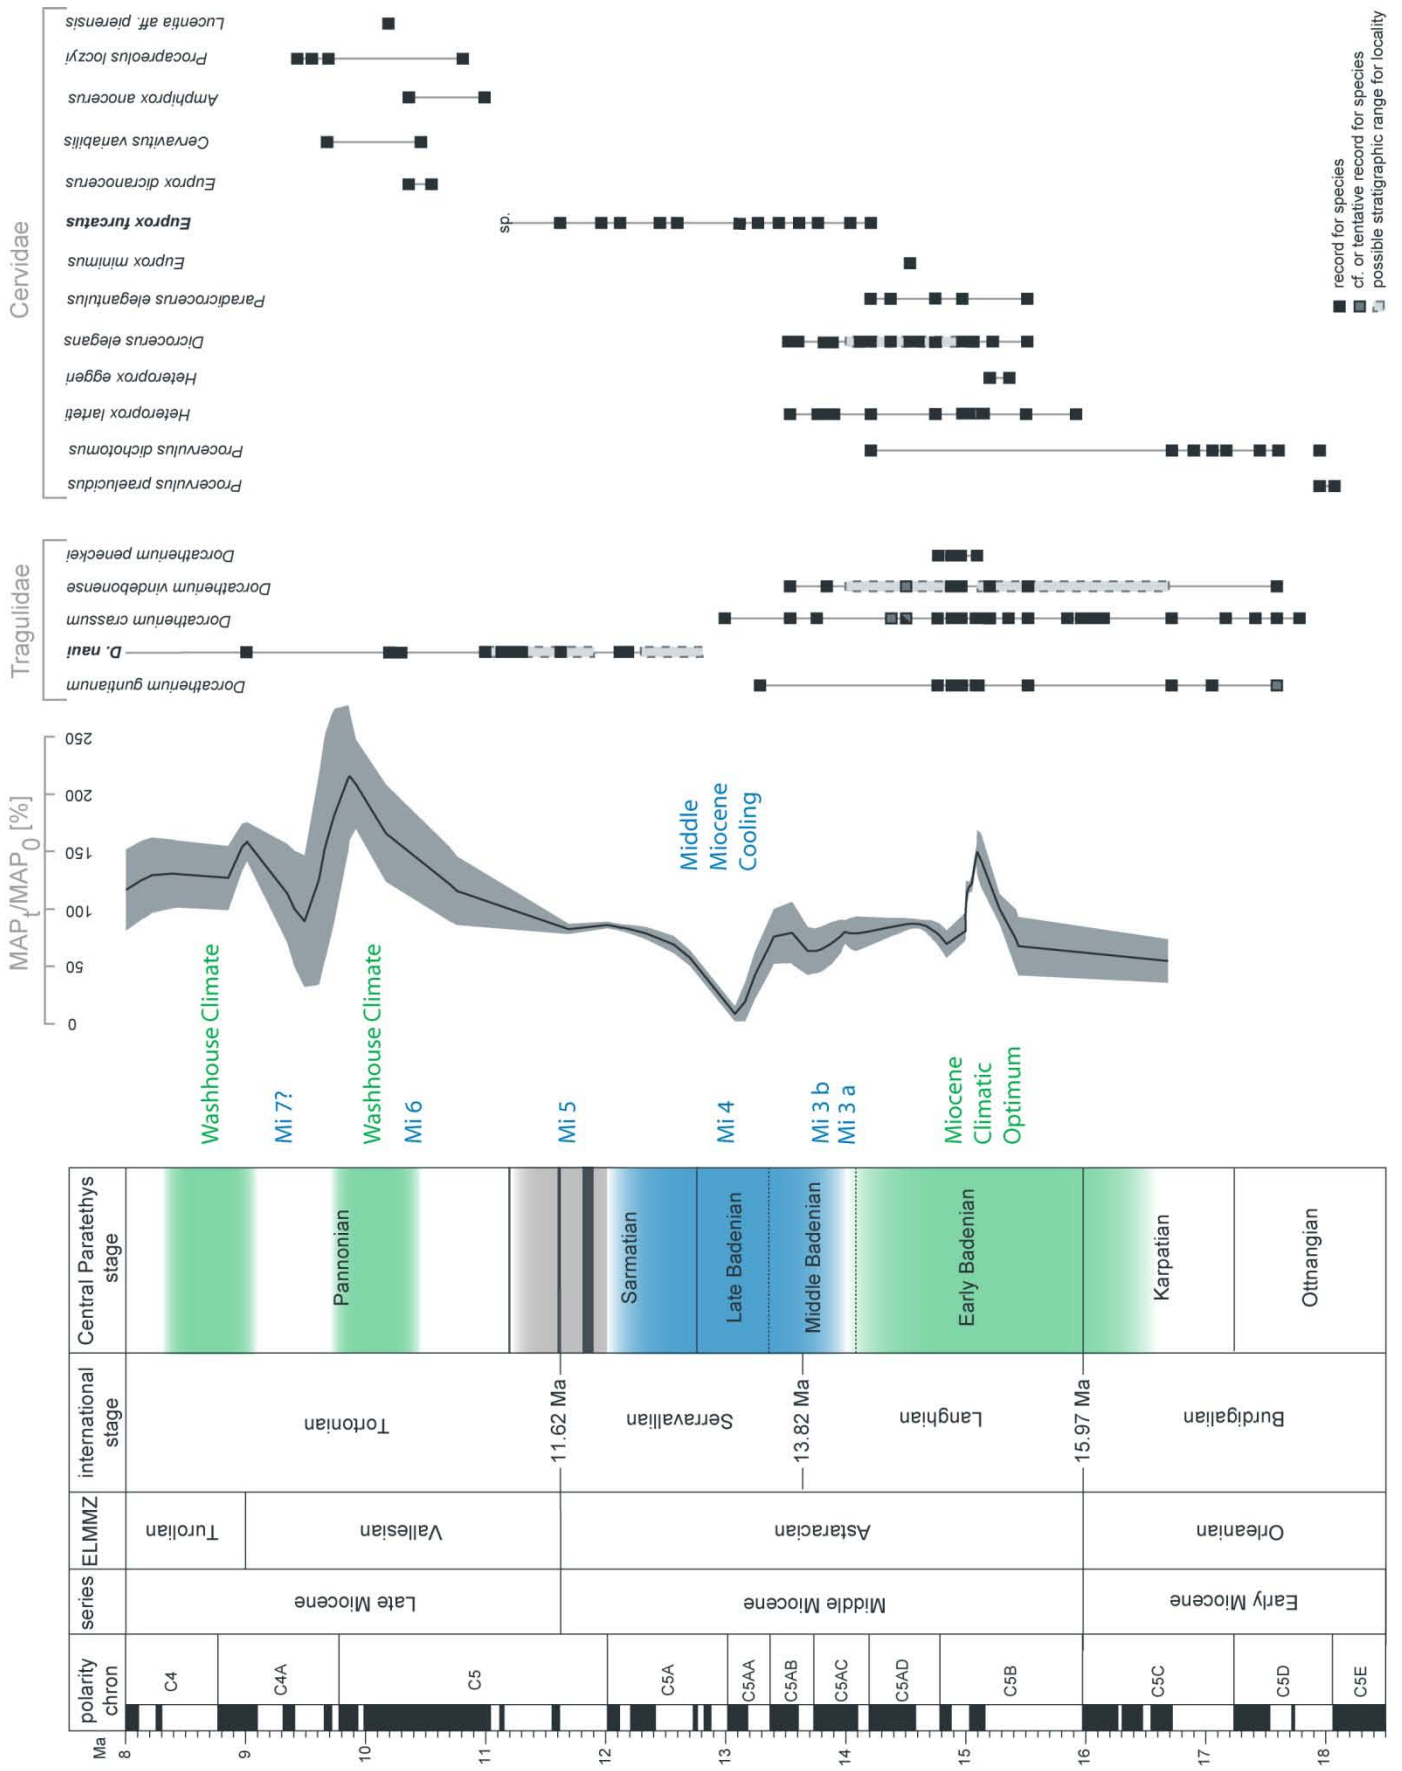 Cervidae
Lucentia aff. pierensis
Procapreolus loczyi
Amphiprox anocerus
Cervavitus variabilis
Euprox dicranocerus
Euprox furcatus
sp.
Euprox minimus
Paradicrocerus elegantulus
Dicrocerus elegans
Heteroprox eggeri
Heteroprox larteti
Procervulus dichotomus
Procervulus praelucidus
record for species
cf. or tentative record for species
possible stratigraphic range for locality
Tragulidae
Dorcatherium peneckei
Dorcatherium vindebonense
Dorcatherium crassum
D. naui
Dorcatherium guntianum
MAPt/MAP0 [%]
250
200
150
100
50
0
Middle
Miocene
Cooling
Washhouse Climate
Mi 7?
Washhouse Climate
Mi 6
Mi 5
Mi 4
Mi 3 b
Mi 3 a
Miocene
Climatic
Optimum
Central Paratethys
stage
Pannonian
Sarmatian
Late Badenian
Middle Badenian
Early Badenian
Karpatian
Ottnangian
international
stage
Tortonian
11.62 Ma
Serravallian
13.82 Ma
Langhian
15.97 Ma
Burdigalian
ELMMZ
Turolian
Vallesian
Astaracian
Orleanian
series
Late Miocene
Middle Miocene
Early Miocene
polarity
chron
C4
C4A
C5
C5A
C5AA
C5AB
C5AC
C5AD
C5B
C5C
C5D
C5E
Ma
8
9
10
11
12
13
14
15
16
17
18